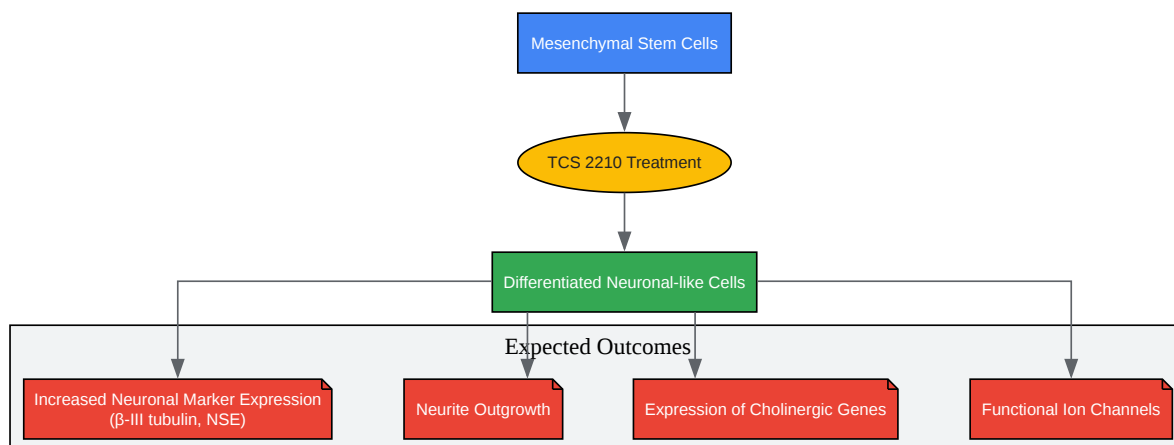 Mesenchymal Stem Cells
TCS 2210 Treatment
Differentiated Neuronal-like Cells
Expected Outcomes
Increased Neuronal Marker Expression
(β-III tubulin, NSE)
Neurite Outgrowth
Expression of Cholinergic Genes
Functional Ion Channels